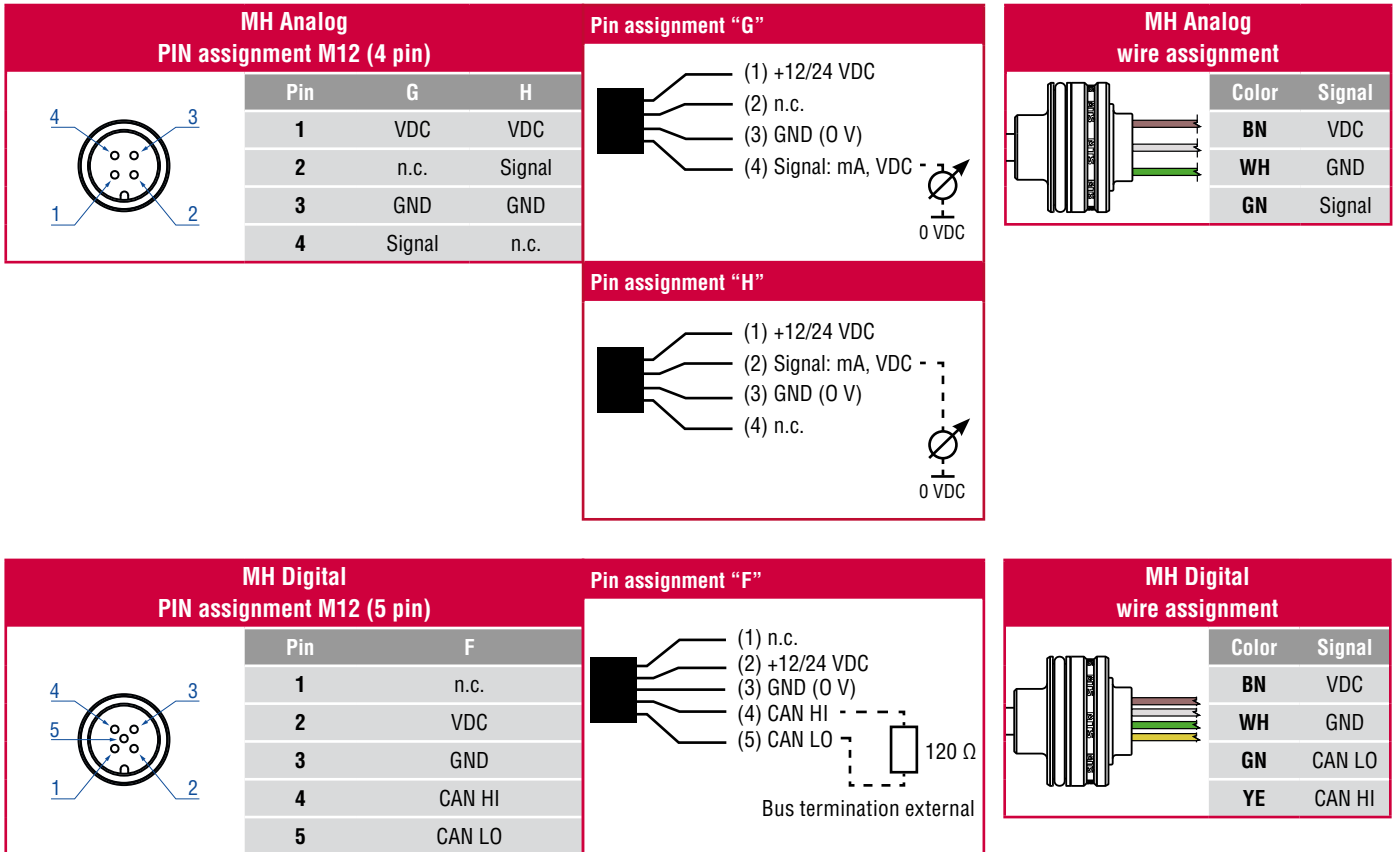 MH Analog
PIN assignment M12 (4 pin)
4
3
1
2
Pin G H
1 VDC VDC
2 n.c. Signal
3 GND GND
4 Signal n.c.
Pin assignment “G”
(1) +12/24 VDC
(2) n.c.
(3) GND (O V)
(4) Signal: mA, VDC
0 VDC
Pin assignment “H”
(1) +12/24 VDC
(2) Signal: mA, VDC
(3) GND (O V)
(4) n.c.
0 VDC
MH Analog
wire assignment
Color Signal
BN VDC
WH GND
GN Signal
MH Digital
PIN assignment M12 (5 pin)
4
3
5
1
2
Pin F
1 n.c.
2 VDC
3 GND
4 CAN HI
5 CAN LO
Pin assignment “F”
(1) n.c.
(2) +12/24 VDC
(3) GND (O V)
(4) CAN HI
(5) CAN LO
120 Ω
Bus termination external
MH Digital
wire assignment
Color Signal
BN VDC
WH GND
GN CAN LO
YE CAN HI